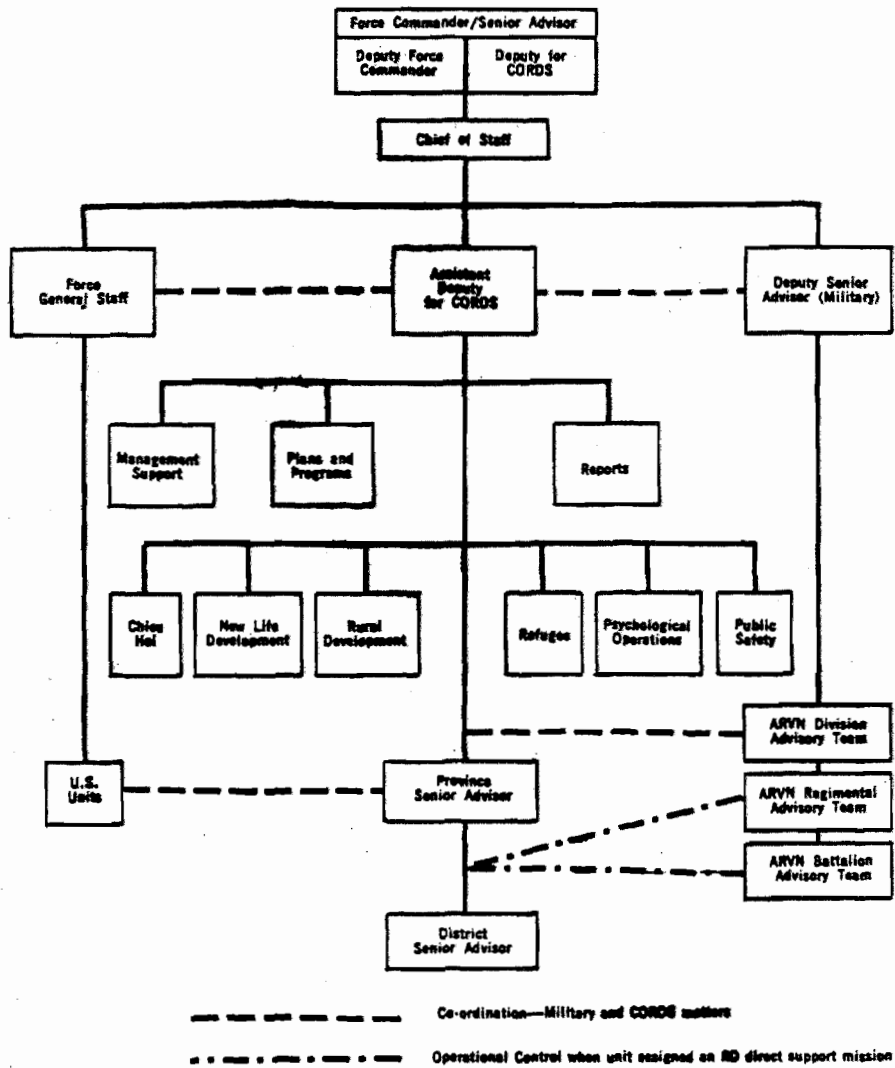 Force Commander/Senior Advisor
Deputy Force
Commander
Deputy for
CORDS
Chief of Staff
Force
General Staff
Assistant
Deputy
for CORDS
Deputy Senior
Advisor (Military)
Management
Support
Plans and
Programs
Reports
Chieu
Hoi
New Life
Development
Rural
Development
Refugee
Psychological
Operations
Public
Safety
ARVN Division
Advisory Team
U.S.
Units
Province
Senior Advisor
ARVN Regimental
Advisory Team
ARVN Battalion
Advisory Team
District
Senior Advisor
Co-ordination—Military and CORDS matters
Operational Control when unit assigned an RD direct support mission